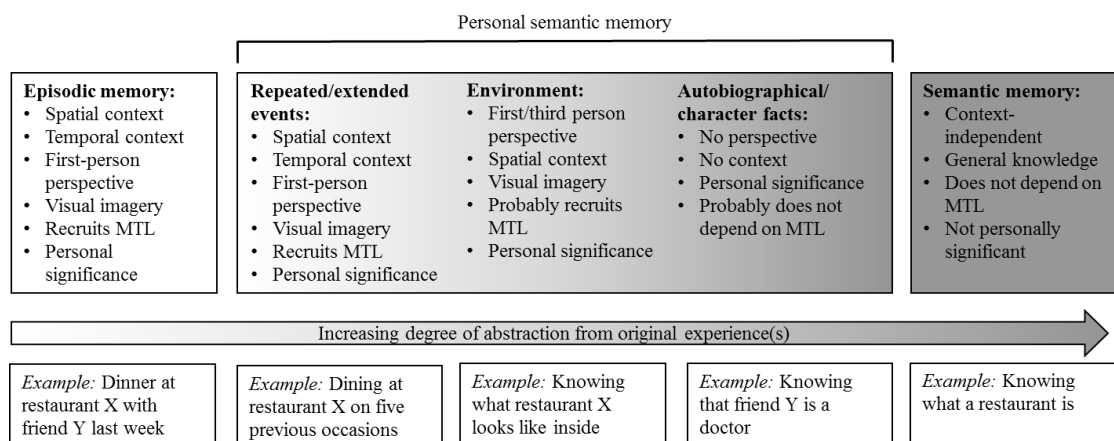 Personal semantic memory
Episodic memory:
• Spatial context
• Temporal context
• First-person
perspective
• Visual imagery
• Recruits MTL
• Personal
significance
Repeated/extended
events:
• Spatial context
• Temporal context
• First-person
perspective
• Visual imagery
• Recruits MTL
• Personal significance
Environment:
• First/third person
perspective
• Spatial context
• Visual imagery
• Probably recruits
MTL
• Personal significance
Autobiographical/
character facts:
• No perspective
• No context
• Personal significance
• Probably does not
depend on MTL
Semantic memory:
• Context-
independent
• General knowledge
• Does not depend on
MTL
• Not personally
significant
Increasing degree of abstraction from original experience(s)
Example: Dinner at
restaurant X with
friend Y last week
Example: Dining at
restaurant X on five
previous occasions
Example: Knowing
what restaurant X
looks like inside
Example: Knowing
that friend Y is a
doctor
Example: Knowing
what a restaurant is